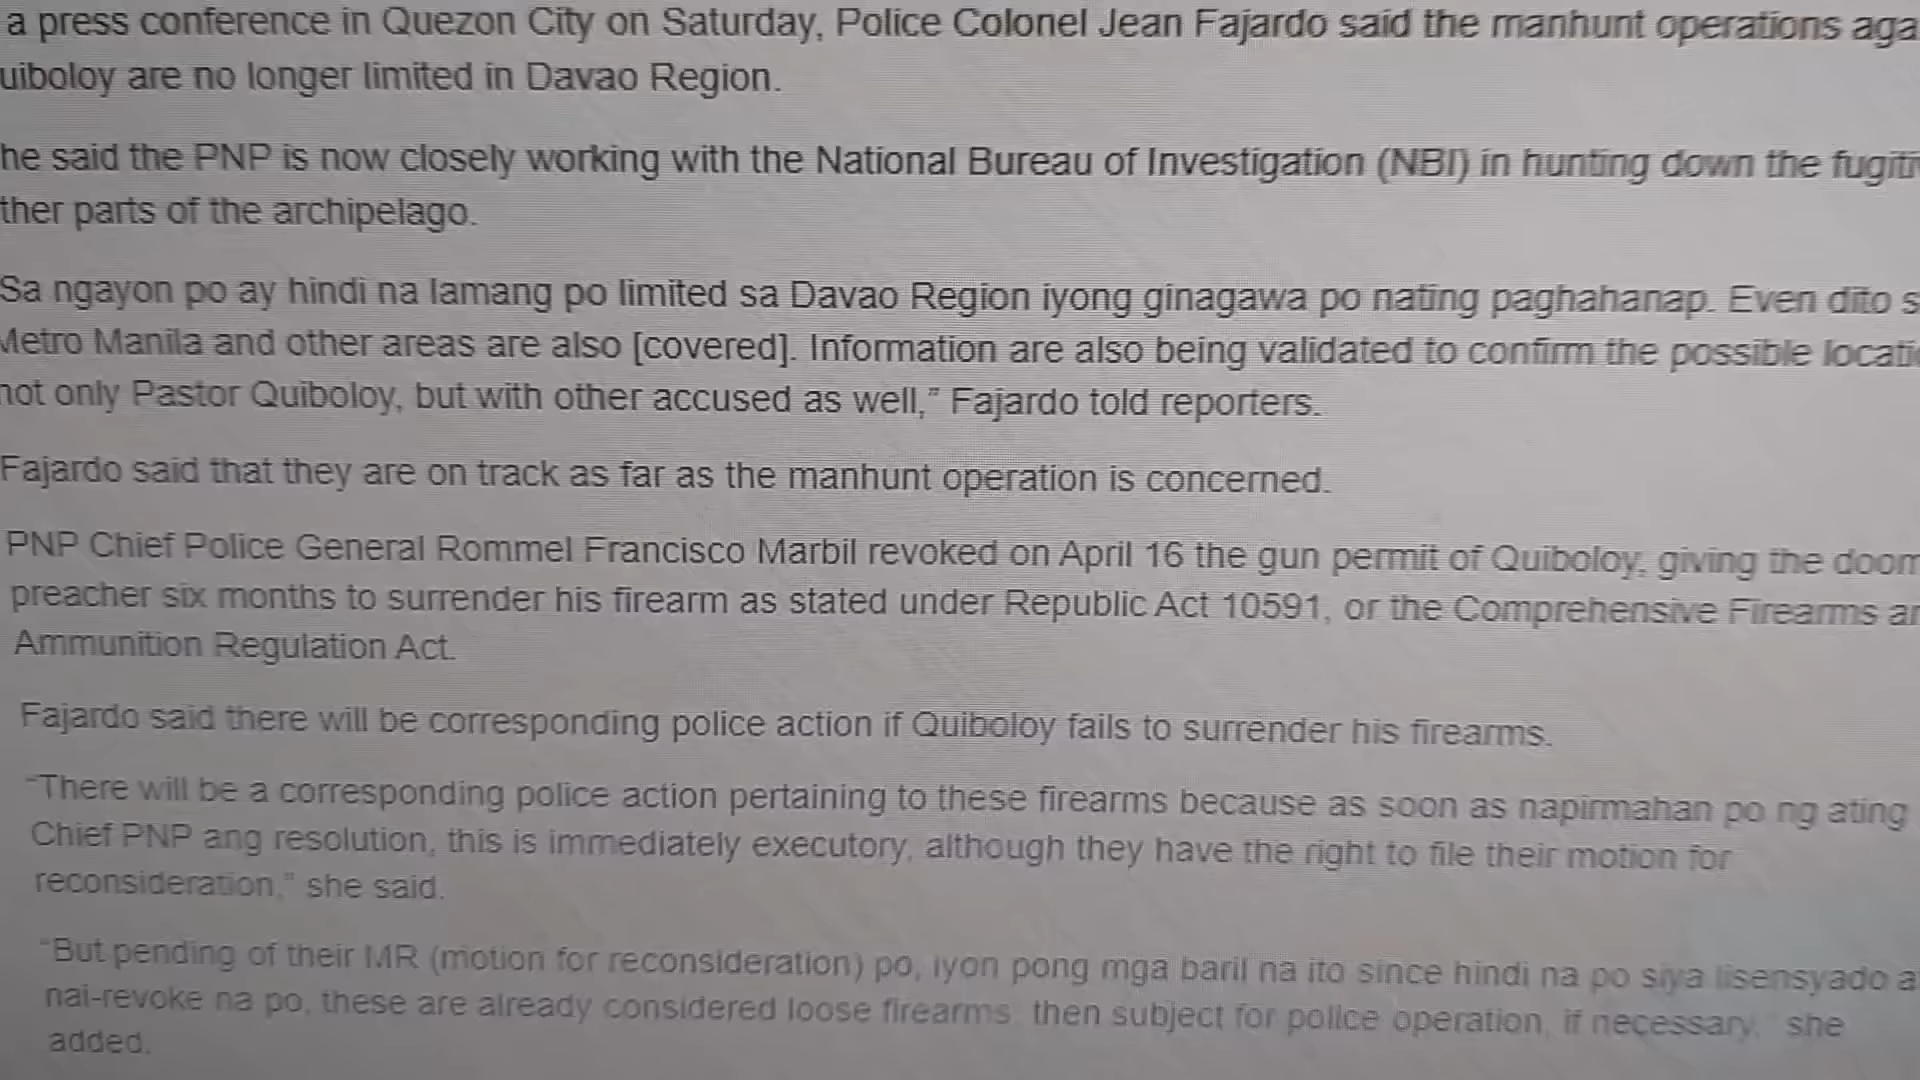 a press conference in Quezon City on Saturday, Police Colonel Jean Fajardo said the manhunt operations aga
uiboloy are no longer limited in Davao Region.
he said the PNP is now closely working with the National Bureau of Investigation (NBI) in hunting down the fugiti
ther parts of the archipelago.
Sa ngayon po ay hindi na lamang po limited sa Davao Region iyong ginagawa po nating paghahanap. Even dito s
Metro Manila and other areas are also [covered]. Information are also being validated to confirm the possible locati
not only Pastor Quiboloy, but with other accused as well,” Fajardo told reporters.
Fajardo said that they are on track as far as the manhunt operation is concerned.
PNP Chief Police General Rommel Francisco Marbil revoked on April 16 the gun permit of Quiboloy, giving the doom
preacher six months to surrender his firearm as stated under Republic Act 10591, or the Comprehensive Firearms an
Ammunition Regulation Act.
Fajardo said there will be corresponding police action if Quiboloy fails to surrender his firearms.
“There will be a corresponding police action pertaining to these firearms because as soon as napirmahan po ng ating
Chief PNP ang resolution, this is immediately executory, although they have the right to file their motion for
reconsideration,” she said.
“But pending of their MR (motion for reconsideration) po, iyon pong mga baril na ito since hindi na po siya lisensyado a
nai-revoke na po, these are already considered loose firearms, then subject for police operation, if necessary,” she
added.